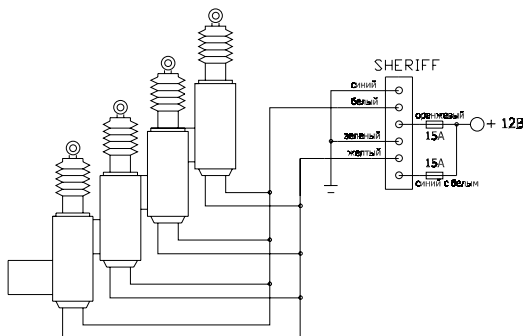 SHERIFF
синий
белый
оранжевый
+ 12В
15А
зеленый
желтый
15А
синий с белым